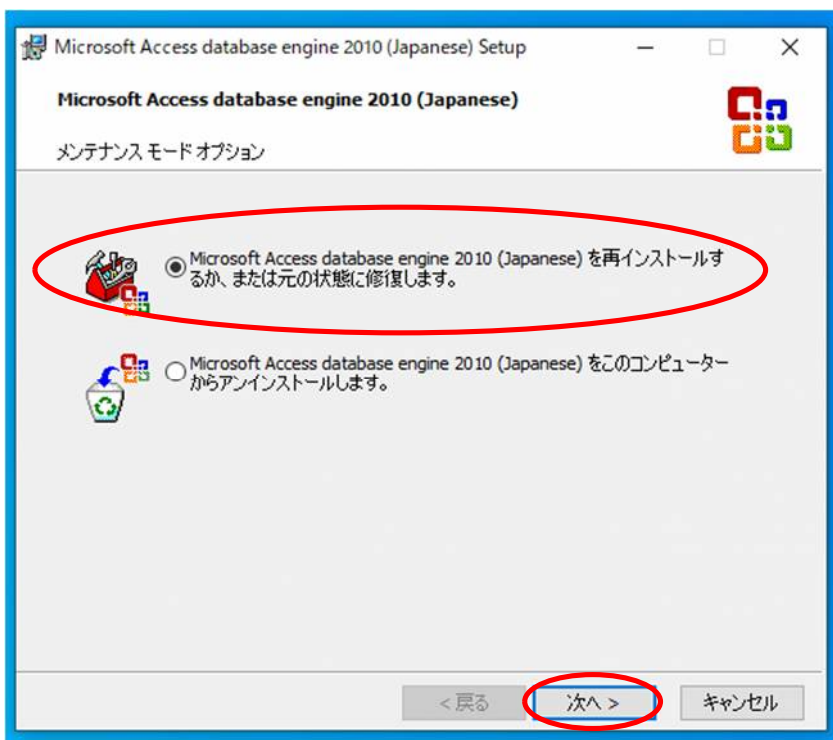 Microsoft Access database engine 2010 (Japanese) Setup
Microsoft Access database engine 2010 (Japanese)
メンテナンス モード オプション
Microsoft Access database engine 2010 (Japanese) を再インストールす
るか、または元の状態に修復します。
Microsoft Access database engine 2010 (Japanese) をこのコンピューター
からアンインストールします。
< 戻る
次へ >
キャンセル